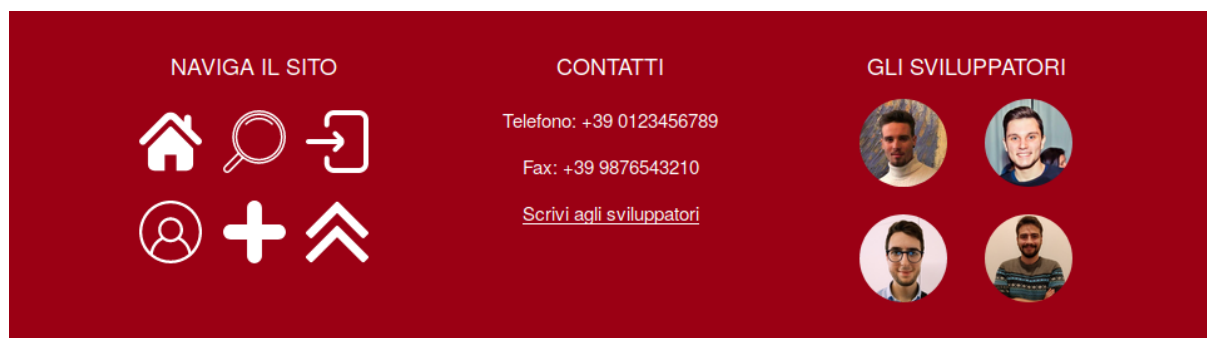 NAVIGA IL SITO
CONTATTI
Telefono: +39 0123456789
Fax: +39 9876543210
Scrivi agli sviluppatori
GLI SVILUPPATORI